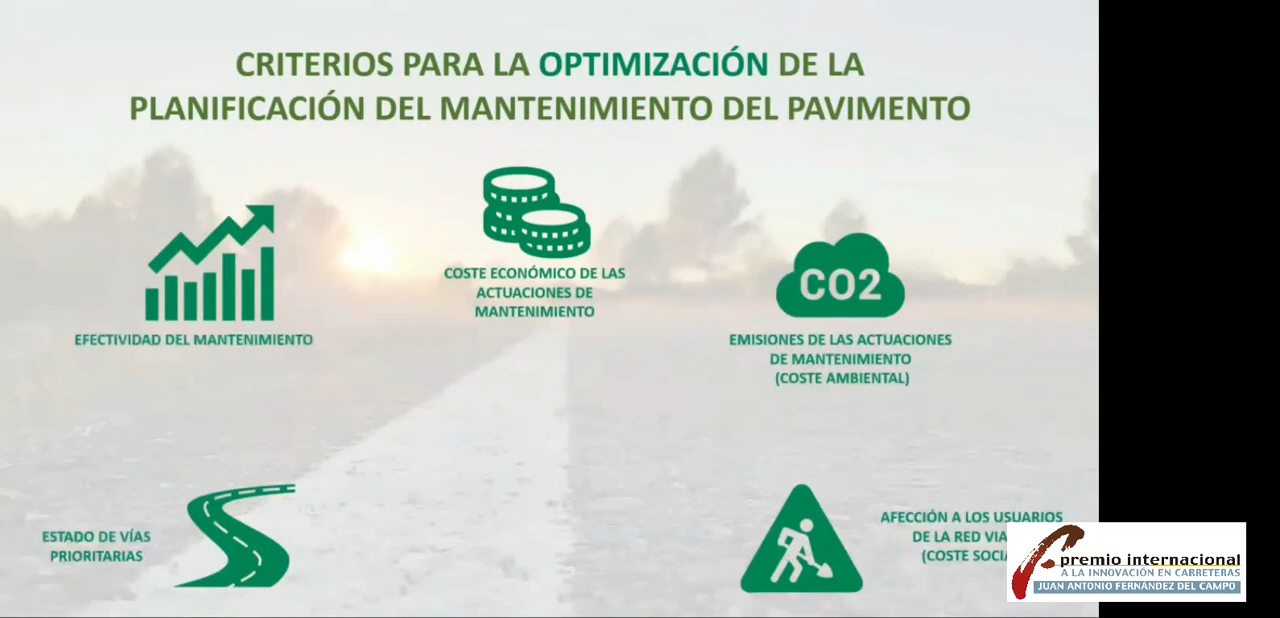 CRITERIOS PARA LA OPTIMIZACIÓN DE LA
PLANIFICACIÓN DEL MANTENIMIENTO DEL PAVIMENTO
EFECTIVIDAD DEL MANTENIMIENTO
COSTE ECONÓMICO DE LAS
ACTUACIONES DE
MANTENIMIENTO
CO2
EMISIONES DE LAS ACTUACIONES
DE MANTENIMIENTO
(COSTE AMBIENTAL)
ESTADO DE VÍAS
PRIORITARIAS
AFECCIÓN A LOS USUARIOS
DE LA RED
(COSTE
premio internacional
A LA INNOVACIÓN EN CARRETERAS
JUAN ANTONIO FERNÁNDEZ DEL CAMPO